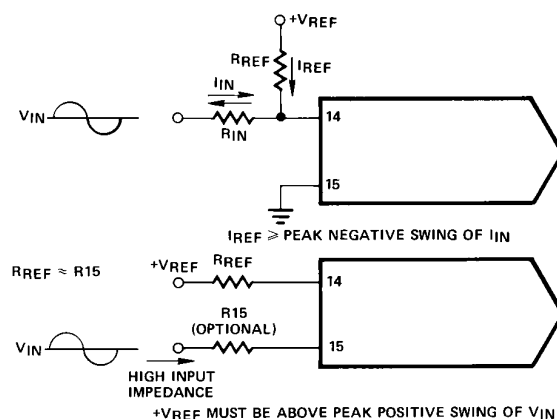 +VREF
RREF
IREF
IIN
VIN
RIN
14
15
IREF ⩾ PEAK NEGATIVE SWING OF IIN
RREF ≈ R15
+VREF
RREF
14
R15
(OPTIONAL)
VIN
15
HIGH INPUT
IMPEDANCE
+VREF MUST BE ABOVE PEAK POSITIVE SWING OF VIN